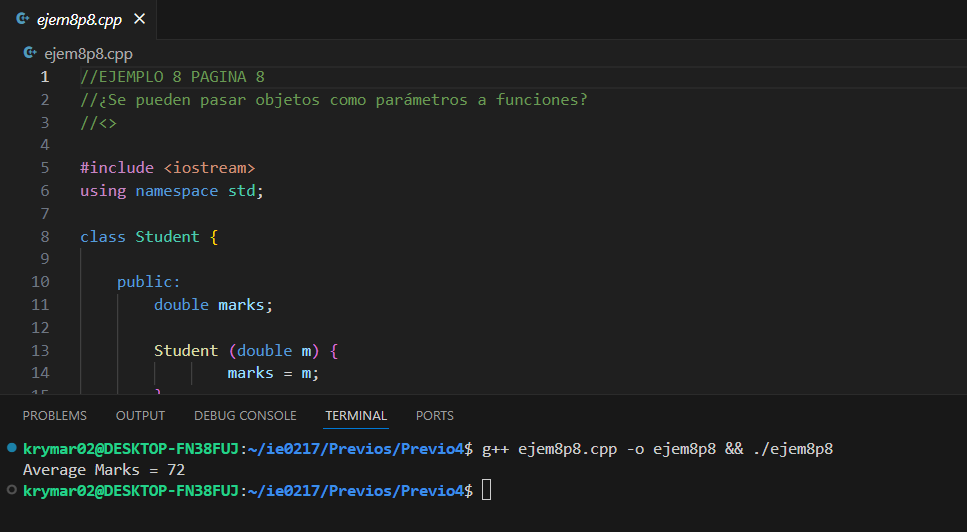 ejem8p8.cpp ×
ejem8p8.cpp
1 //EJEMPLO 8 PAGINA 8
2 //¿Se pueden pasar objetos como parámetros a funciones?
3 //<>
4
5 #include <iostream>
6 using namespace std;
7
8 class Student {
9
10 public:
11 double marks;
12
13 Student (double m) {
14 marks = m;
15 }
PROBLEMS OUTPUT DEBUG CONSOLE TERMINAL PORTS
krymar02@DESKTOP-FN38FUJ:~/ie0217/Previos/Previo4$ g++ ejem8p8.cpp -o ejem8p8 && ./ejem8p8
Average Marks = 72
krymar02@DESKTOP-FN38FUJ:~/ie0217/Previos/Previo4$